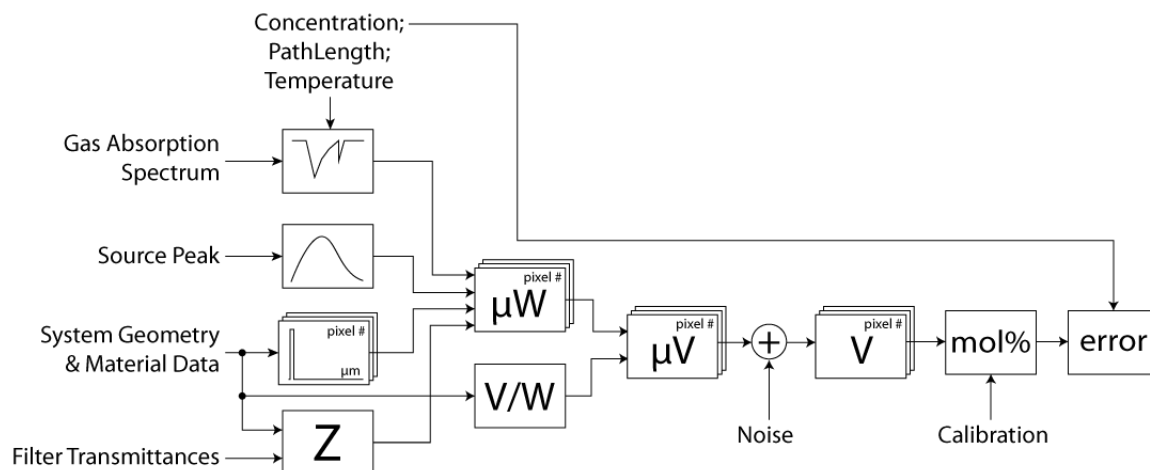 Concentration;
PathLength;
Temperature
Gas Absorption
Spectrum
Source Peak
pixel #
µW
System Geometry
& Material Data
pixel #
µm
pixel #
µV
pixel #
V
mol%
error
V/W
Filter Transmittances
Z
Noise
Calibration